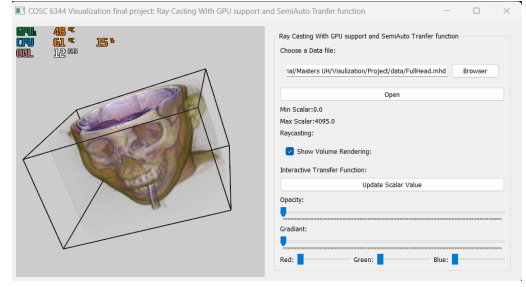 COSC 6344 Visualization final project: Ray Casting With GPU support and SemiAuto Tranfer function
GPU 48 °C
CPU 61 °C 15 %
OGL 12 FPS
Ray Casting With GPU support and SemiAuto Tranfer function
Choose a Data file:
ial/Masters UH/Visulization/Project/data/FullHead.mhd Browser
Open
Min Scalar:0.0
Max Scalar:4095.0
Raycasting:
Show Volume Rendering:
Interactive Transfer Function:
Update Scalar Value
Opacity:
Gradiant:
Red: Green: Blue: